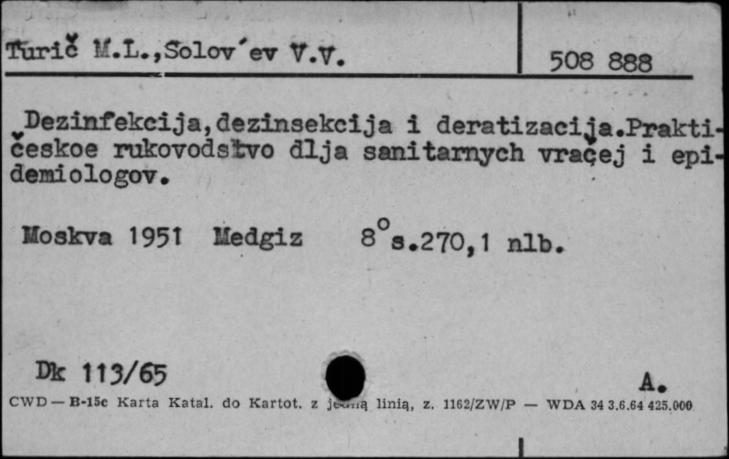 Turič M.L.,Solov´ev V.V.
508 888
Dezinfekcija,dezinsekcija i deratizacija.Prakti-
českoe rukovodstvo dlja sanitarnych vračej i epi-
demiologov.
Moskva 1951 Medgiz 8° s.270,1 nlb.
Dk 113/65
A.
CWD — B-15c Karta Katal. do Kartot. z jedną linią, z. 1162/ZW/P — WDA 34 3.6.64 425.000